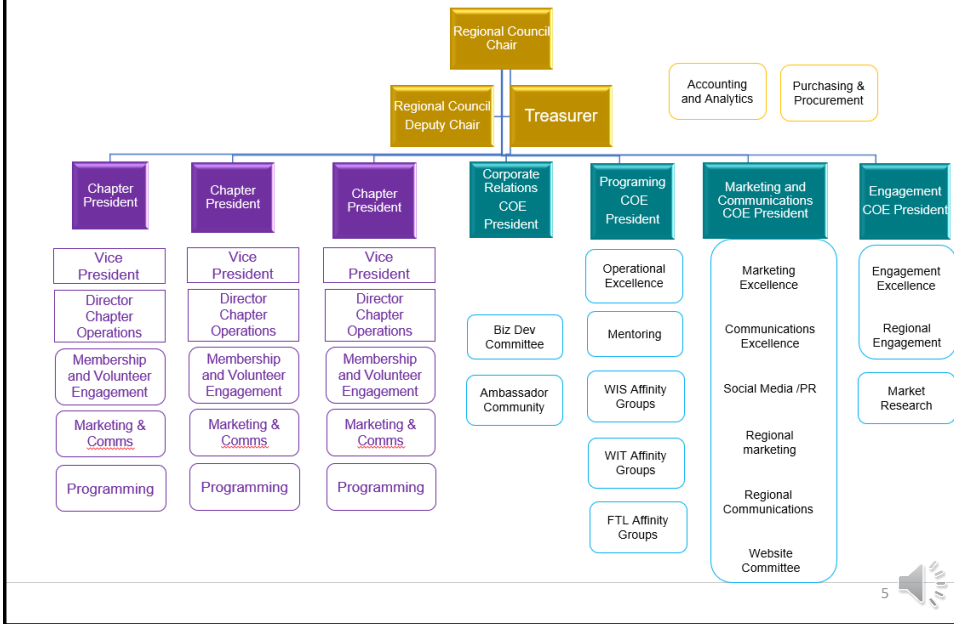 Regional Council
Chair
Accounting
and Analytics
Purchasing &
Procurement
Regional Council
Deputy Chair
Treasurer
Chapter
President
Chapter
President
Chapter
President
Corporate
Relations
COE
President
Programing
COE
President
Marketing and
Communications
COE President
Engagement
COE President
Vice
President
Director
Chapter
Operations
Membership
and Volunteer
Engagement
Marketing &
Comms
Programming
Vice
President
Director
Chapter
Operations
Membership
and Volunteer
Engagement
Marketing &
Comms
Programming
Vice
President
Director
Chapter
Operations
Membership
and Volunteer
Engagement
Marketing &
Comms
Programming
Biz Dev
Committee
Ambassador
Community
Operational
Excellence
Mentoring
WIS Affinity
Groups
WIT Affinity
Groups
FTL Affinity
Groups
Marketing
Excellence
Communications
Excellence
Social Media /PR
Regional
marketing
Regional
Communications
Website
Committee
Engagement
Excellence
Regional
Engagement
Market
Research
5